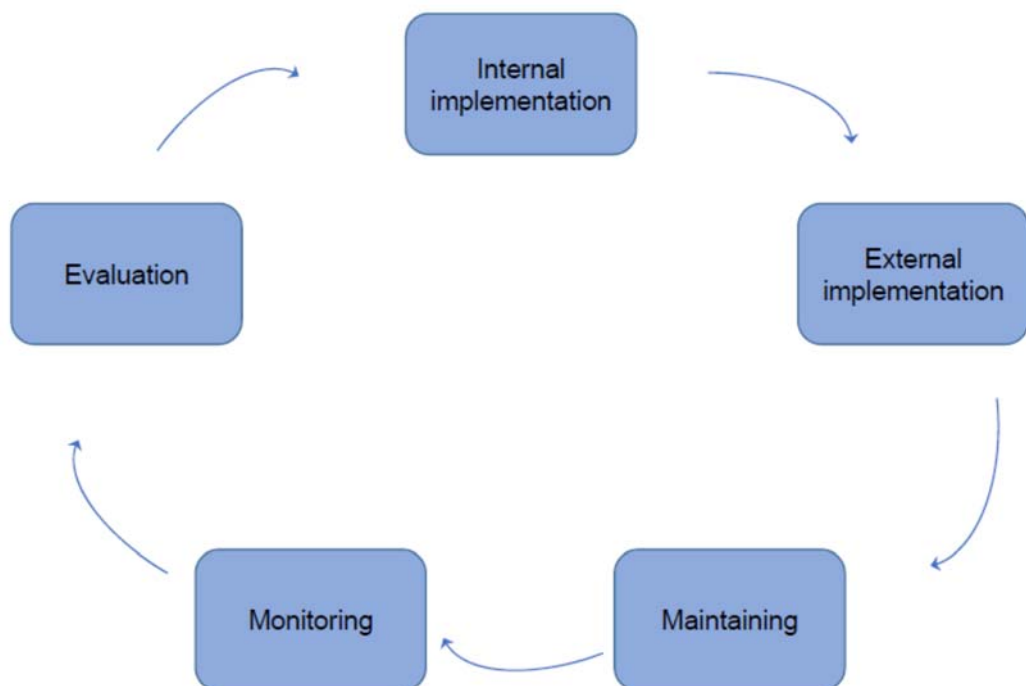 Internal
implementation
External
implementation
Maintaining
Monitoring
Evaluation